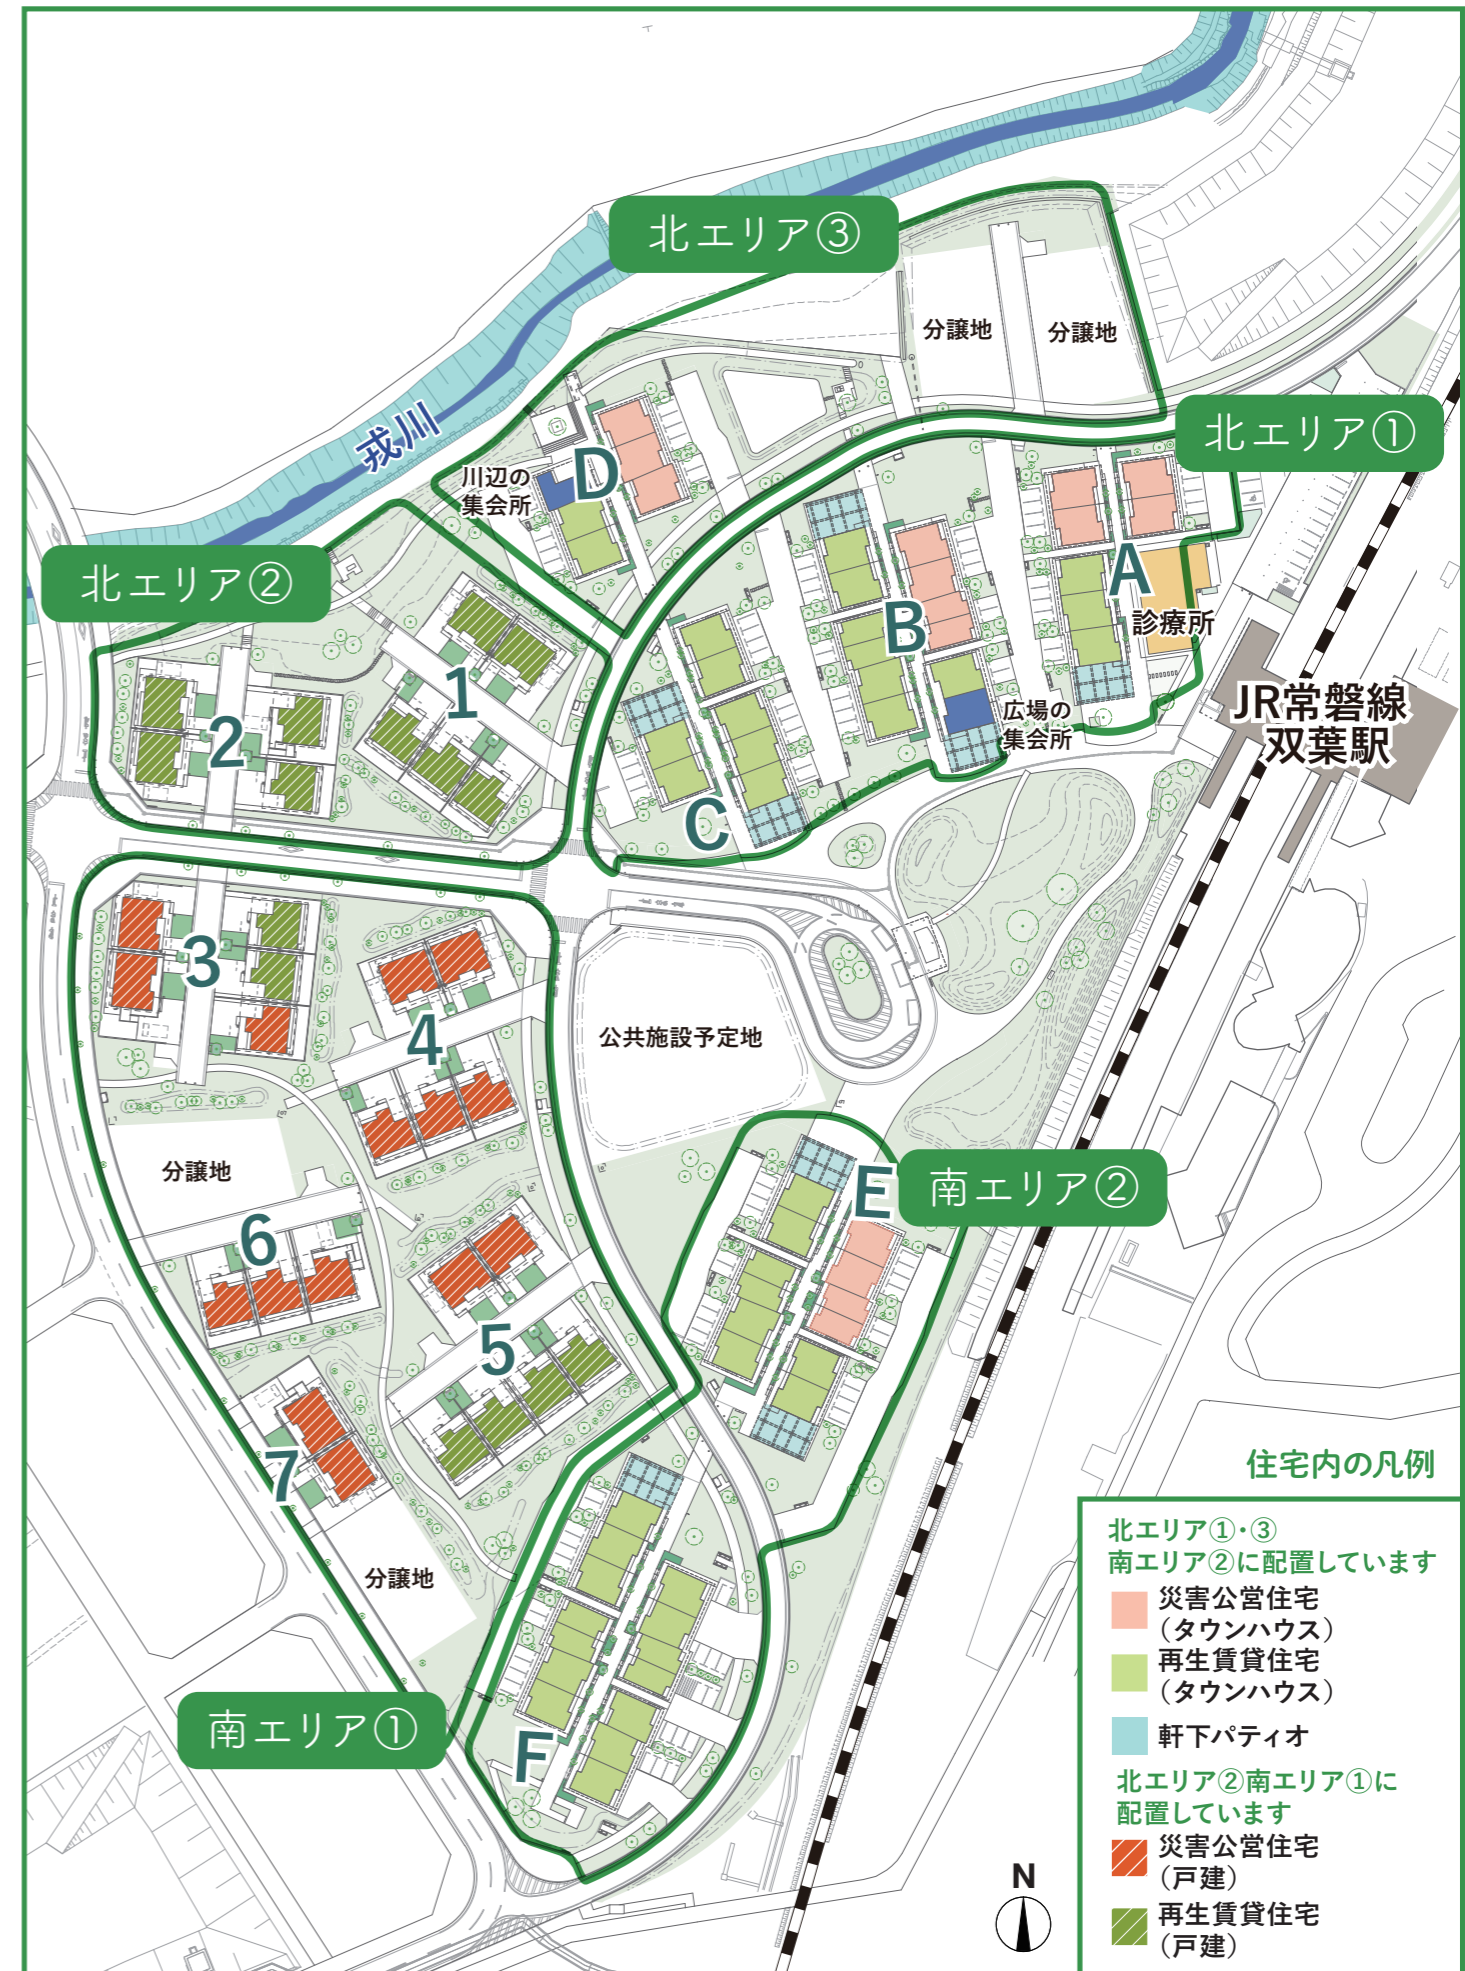 北エリア③
分譲地
分譲地
北エリア①
戎川
川辺の
集会所
D
北エリア②
A
診療所
B
広場の
集会所
JR常磐線
双葉駅
1
2
C
3
4
公共施設予定地
分譲地
E
南エリア②
6
5
7
分譲地
南エリア①
F
N
住宅内の凡例
北エリア①・③
南エリア②に配置しています
災害公営住宅
（タウンハウス）
再生賃貸住宅
（タウンハウス）
軒下パティオ
北エリア②南エリア①に
配置しています
災害公営住宅
（戸建）
再生賃貸住宅
（戸建）